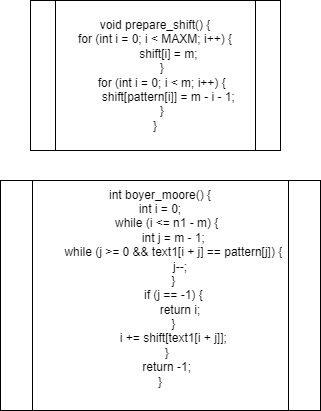 void prepare_shift() {
for (int i = 0; i < MAXM; i++) {
shift[i] = m;
}
for (int i = 0; i < m; i++) {
shift[pattern[i]] = m - i - 1;
}
}
int boyer_moore() {
int i = 0;
while (i <= n1 - m) {
int j = m - 1;
while (j >= 0 && text1[i + j] == pattern[j]) {
j--;
}
if (j == -1) {
return i;
}
i += shift[text1[i + j]];
}
return -1;
}